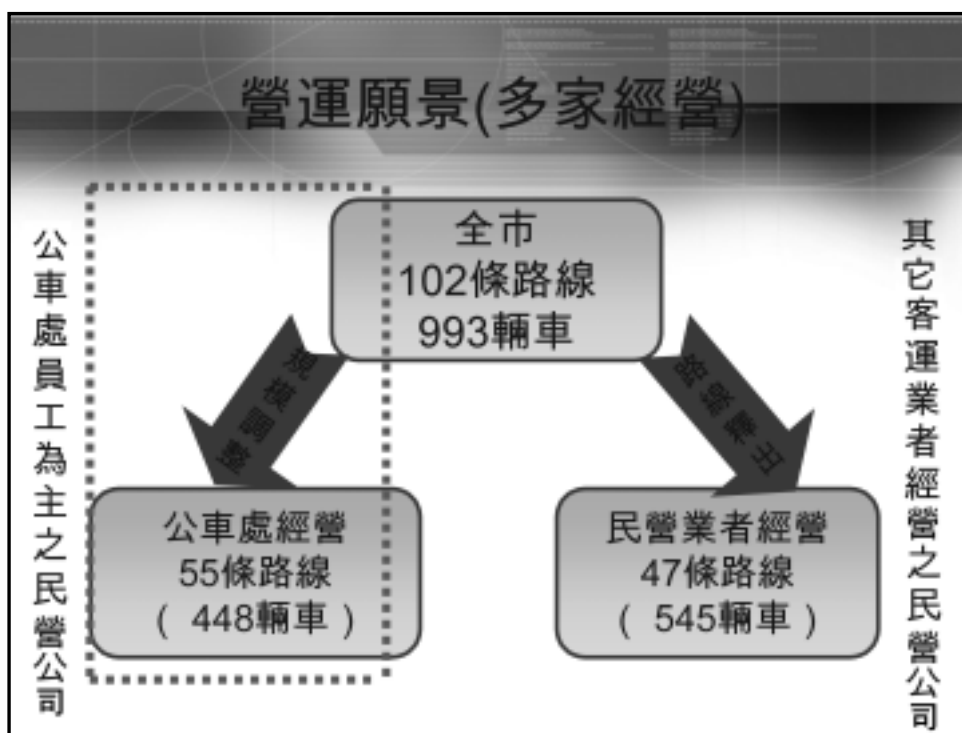 營運願景(多家經營)
公車處員工為主之民營公司
全市
102條路線
993輛車
其它客運業者經營之民營公司
規模調整
路線釋出
公車處經營
55條路線
( 448輛車 )
民營業者經營
47條路線
( 545輛車 )